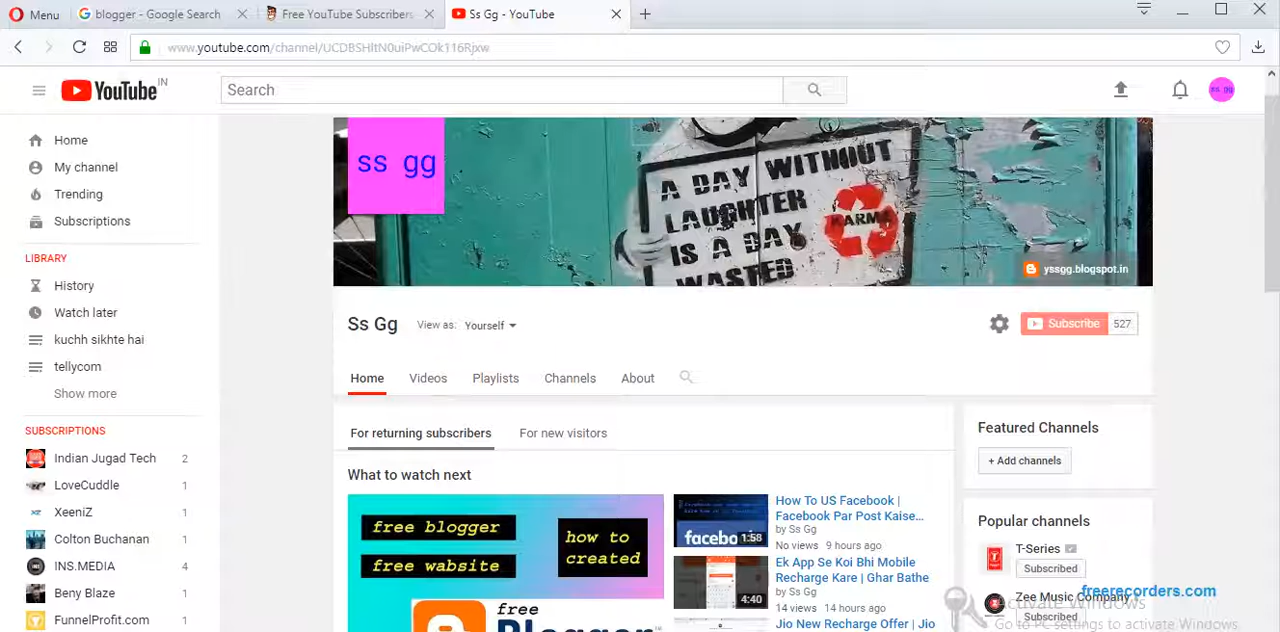 Menu
blogger - Google Search
Free YouTube Subscribers
Ss Gg - YouTube
www.youtube.com/channel/UCDBSHltN0uiPwCOk116Rjxw
YouTube IN
Search
ss gg
Home
My channel
Trending
Subscriptions
LIBRARY
History
Watch later
kuchh sikhte hai
tellycom
Show more
SUBSCRIPTIONS
Indian Jugad Tech 2
LoveCuddle 1
XeeniZ 1
Colton Buchanan 1
INS.MEDIA 4
Beny Blaze 1
FunnelProfit.com 1
ss gg
A DAY WITHOUT
LAUGHTER
IS A DAY
WASTED
KARMA
yssgg.blogspot.in
Ss Gg View as: Yourself
Subscribe 527
Home Videos Playlists Channels About
For returning subscribers For new visitors
What to watch next
free blogger
free wabsite
how to
created
free
Blogger
How To US Facebook |
Facebook Par Post Kaise...
by Ss Gg
No views 9 hours ago
facebo
1:58
Ek App Se Koi Bhi Mobile
Recharge Kare | Ghar Bathe
by Ss Gg
14 views 14 hours ago
4:40
Jio New Recharge Offer | Jio
Featured Channels
+ Add channels
Popular channels
T-Series
Subscribed
Zee Music Company
Subscribed
freerecorders.com
Activate Windows
Go to PC settings to activate Windows.